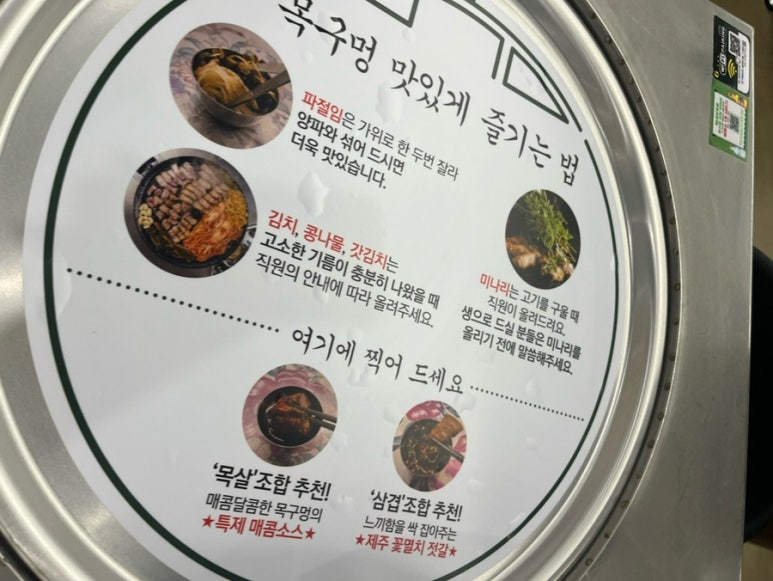 목구멍 맛있게 즐기는 법
파절임은 가위로 한 두번 잘라
양파와 섞어 드시면
더욱 맛있습니다.
김치, 콩나물, 갓김치는
고소한 기름이 충분히 나왔을 때
직원의 안내에 따라 올려주세요.
미나리는 고기를 구울 때
직원이 올려드려요.
생으로 드실 분들은 미나리를
올리기 전에 말씀해주세요.
여기에 찍어 드세요
'목살'조합 추천!
매콤달콤한 목구멍의
★특제 매콤소스★
'삼겹'조합 추천!
느끼함을 싹 잡아주는
★제주 꽃멸치 젓갈★